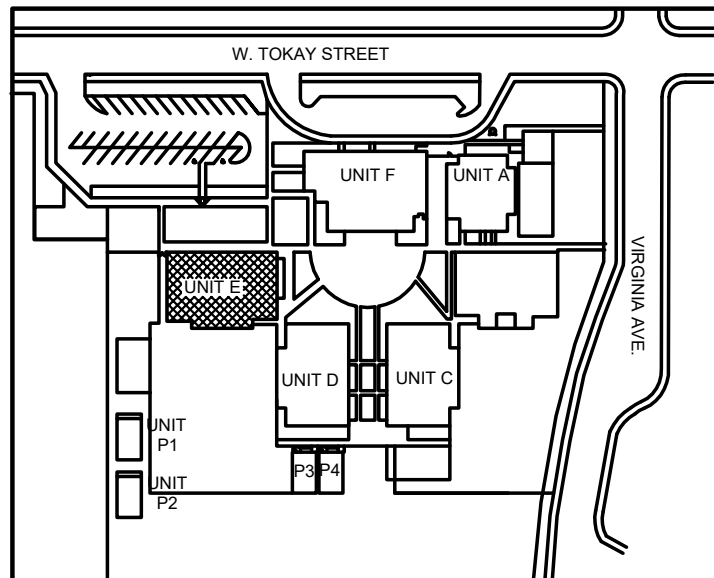 W. TOKAY STREET
UNIT F
UNIT A
UNIT E
VIRGINIA AVE.
UNIT D
UNIT C
UNIT
P1
P3
P4
UNIT
P2